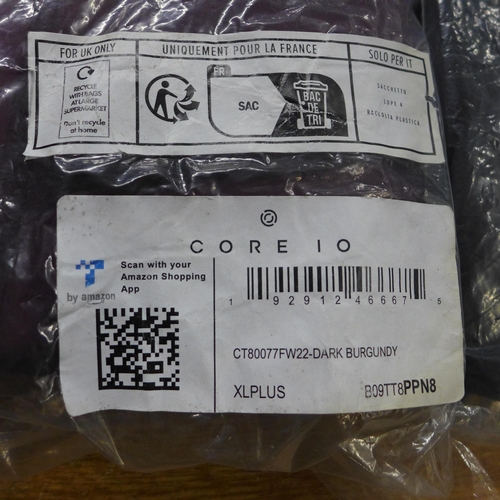 FOR UK ONLY
RECYCLE
WITH BAGS
AT LARGE
SUPERMARKET
Don't recycle
at home
UNIQUEMENT POUR LA FRANCE
FR
SAC
BAC
DE
TRI
SOLO PER IT
SACCHETTO
LDPE 4
RACCOLTA PLASTICA
CORE 10
by amazon
Scan with your
Amazon Shopping
App
1 92912 46667 5
CT80077FW22-DARK BURGUNDY
XLPLUS
B09TT8PPN8